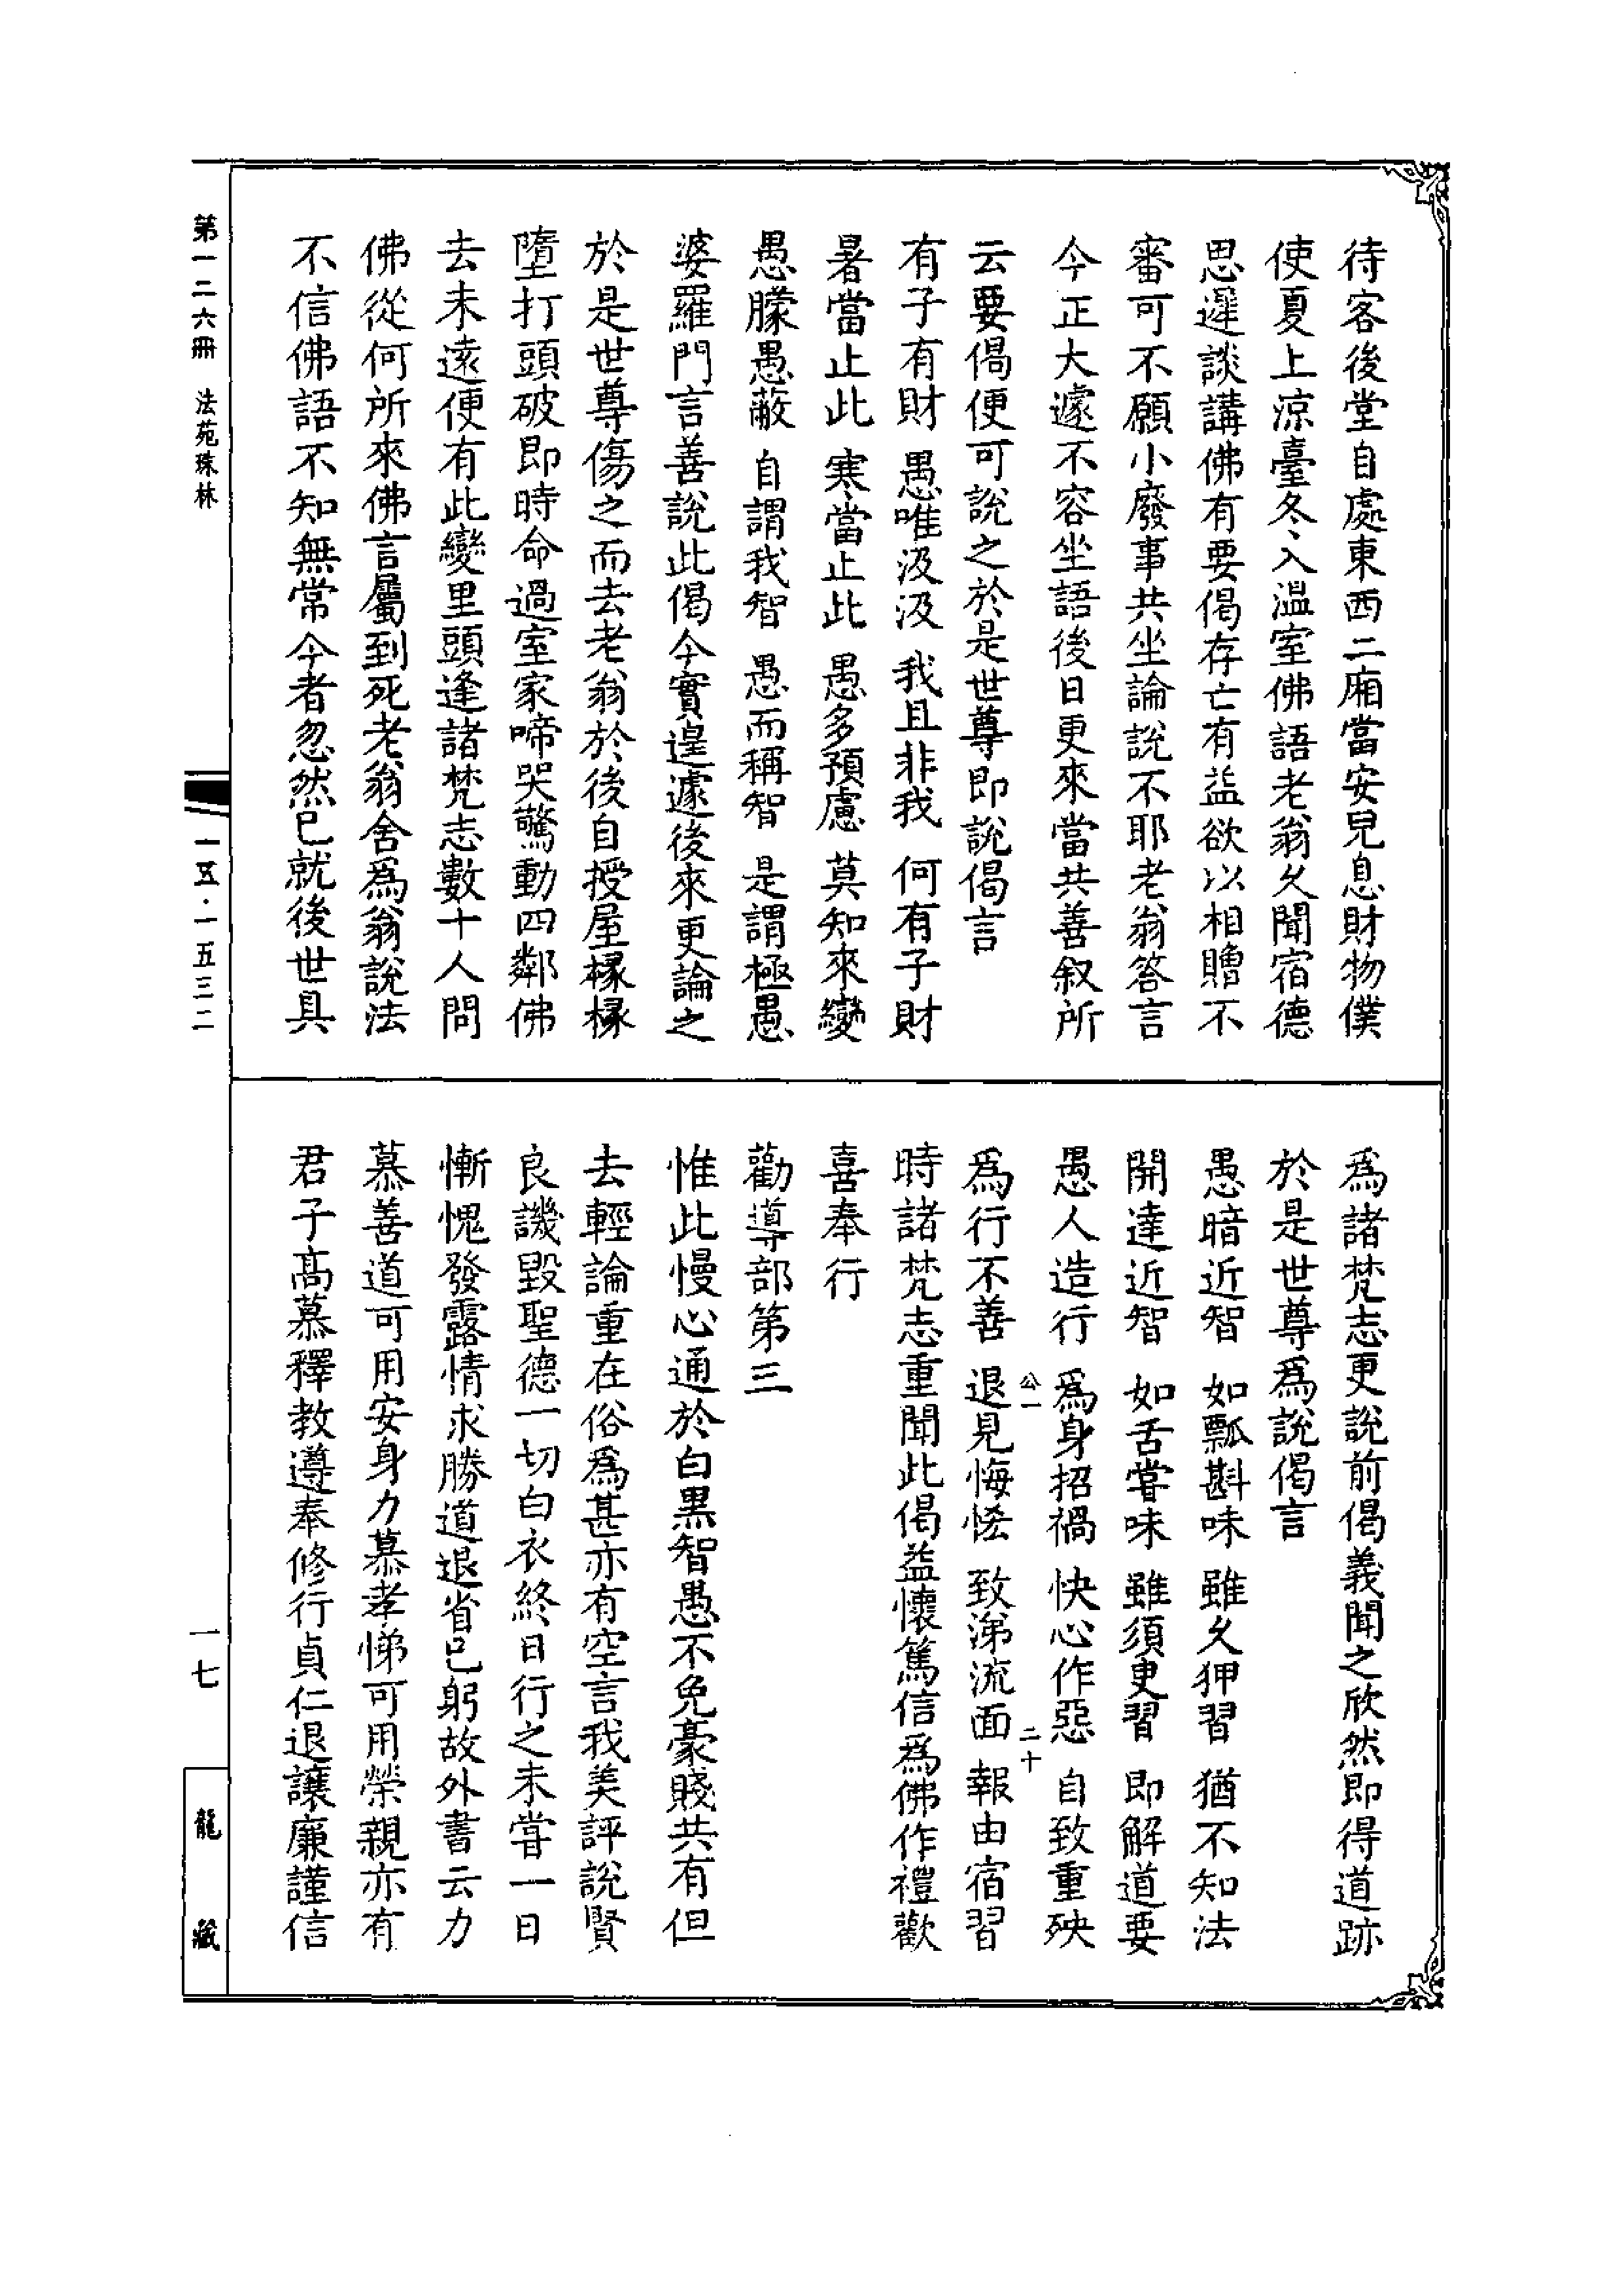 待客後堂自處東西二廂當安兒息財物僕
使夏上涼臺冬入溫室佛語老翁久聞宿德
思遲談講佛有要偈存亡有益欲以相贈不
審可不願小廢事共坐論說不耶老翁答言
今正大遽不容坐語後日更來當共善叙所
云要偈便可說之於是世尊即說偈言
有子有財　愚唯汲汲　我且非我　何有子財
暑當止此　寒當止此　愚多預慮　莫知來變
愚朦愚蔽　自謂我智　愚而稱智　是謂極愚
婆羅門言善說此偈今實遑遽後來更論之
於是世尊傷之而去老翁於後自授屋椽椽
墮打頭破即時命過室家啼哭驚動四鄰佛
去未遠便有此變里頭逢諸梵志數十人問
佛從何所來佛言屬到死老翁舍為翁說法
不信佛語不知無常今者忽然已就後世具
為諸梵志更說前偈義聞之欣然即得道跡
於是世尊為說偈言
愚暗近智　如瓢斟味　雖久狎習　猶不知法
開達近智　如舌嘗味　雖須更習　即解道要
愚人造行　為身招禍　快心作惡　自致重殃
公一　二十
為行不善　退見悔恡　致涕流面　報由宿習
時諸梵志重聞此偈益懷篤信為佛作禮歡
喜奉行
勸導部第三
惟此慢心通於白黑智愚不免豪賤共有但
去輕論重在俗為甚亦有空言我美評說賢
良譏毀聖德一切白衣終日行之未嘗一日
慚愧發露情求勝道退省已躬故外書云力
慕善道可用安身力慕孝悌可用榮親亦有
君子高慕釋教遵奉修行貞仁退讓廉謹信
第一二六冊　法苑珠林
一五·一五三二
一七
龍藏